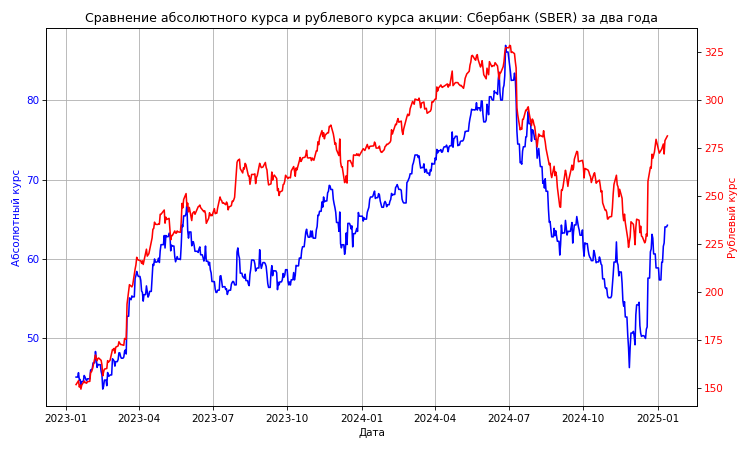 Сравнение абсолютного курса и рублевого курса акции: Сбербанк (SBER) за два года
Абсолютный курс
80
70
60
50
325
300
275
250
225
200
175
150
Рублевый курс
2023-01 2023-04 2023-07 2023-10 2024-01 2024-04 2024-07 2024-10 2025-01
Дата